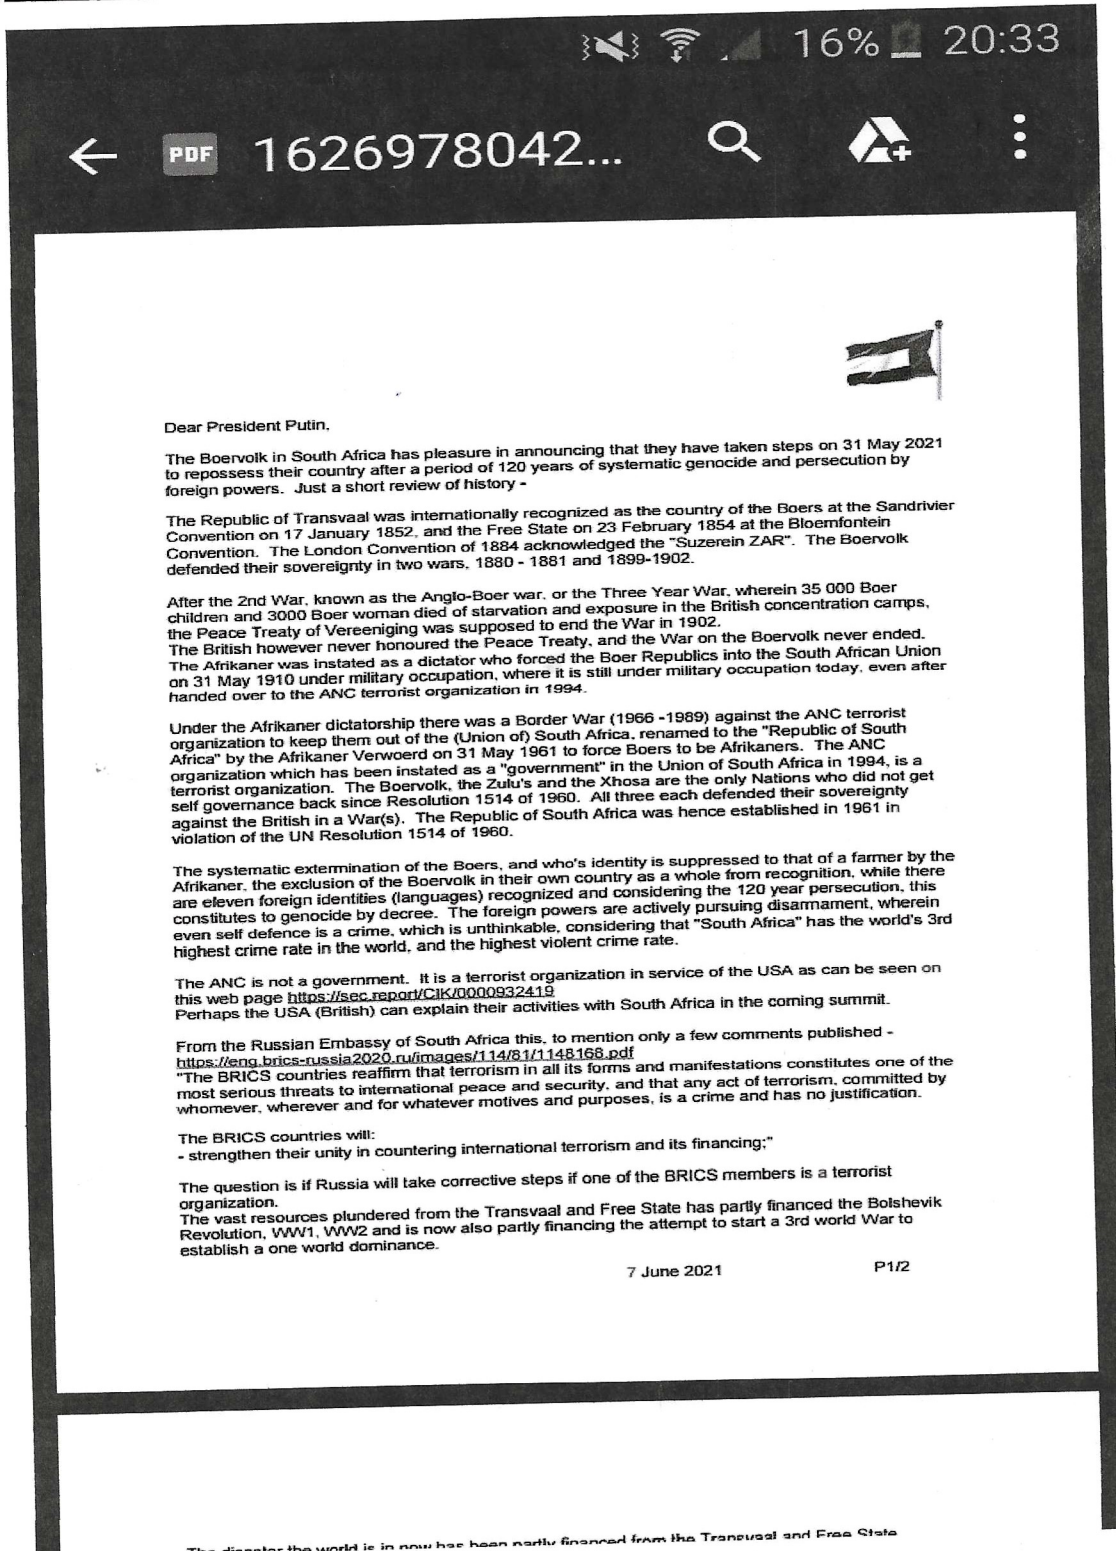 16% 20:33
PDF 1626978042...
Dear President Putin,
The Boervolk in South Africa has pleasure in announcing that they have taken steps on 31 May 2021
to repossess their country after a period of 120 years of systematic genocide and persecution by
foreign powers. Just a short review of history -
The Republic of Transvaal was internationally recognized as the country of the Boers at the Sandrivier
Convention on 17 January 1852, and the Free State on 23 February 1854 at the Bloemfontein
Convention. The London Convention of 1884 acknowledged the "Suzerein ZAR". The Boervolk
defended their sovereignty in two wars, 1880 - 1881 and 1899-1902.
After the 2nd War, known as the Anglo-Boer war, or the Three Year War, wherein 35 000 Boer
children and 3000 Boer woman died of starvation and exposure in the British concentration camps,
the Peace Treaty of Vereeniging was supposed to end the War in 1902.
The British however never honoured the Peace Treaty, and the War on the Boervolk never ended.
The Afrikaner was instated as a dictator who forced the Boer Republics into the South African Union
on 31 May 1910 under military occupation, where it is still under military occupation today, even after
handed over to the ANC terrorist organization in 1994.
Under the Afrikaner dictatorship there was a Border War (1966 -1989) against the ANC terrorist
organization to keep them out of the (Union of) South Africa, renamed to the "Republic of South
Africa" by the Afrikaner Verwoerd on 31 May 1961 to force Boers to be Afrikaners. The ANC
organization which has been instated as a "government" in the Union of South Africa in 1994, is a
terrorist organization. The Boervolk, the Zulu's and the Xhosa are the only Nations who did not get
self governance back since Resolution 1514 of 1960. All three each defended their sovereignty
against the British in a War(s). The Republic of South Africa was hence established in 1961 in
violation of the UN Resolution 1514 of 1960.
The systematic extermination of the Boers, and who's identity is suppressed to that of a farmer by the
Afrikaner, the exclusion of the Boervolk in their own country as a whole from recognition, while there
are eleven foreign identities (languages) recognized and considering the 120 year persecution, this
constitutes to genocide by decree. The foreign powers are actively pursuing disarmament, wherein
even self defence is a crime, which is unthinkable, considering that "South Africa" has the world's 3rd
highest crime rate in the world, and the highest violent crime rate.
The ANC is not a government. It is a terrorist organization in service of the USA as can be seen on
this web page https://sec.report/CIK/0000932419
Perhaps the USA (British) can explain their activities with South Africa in the coming summit.
From the Russian Embassy of South Africa this, to mention only a few comments published -
https://eng.brics-russia2020.ru/images/114/81/1148168.pdf
"The BRICS countries reaffirm that terrorism in all its forms and manifestations constitutes one of the
most serious threats to international peace and security, and that any act of terrorism, committed by
whomever, wherever and for whatever motives and purposes, is a crime and has no justification.
The BRICS countries will:
- strengthen their unity in countering international terrorism and its financing;"
The question is if Russia will take corrective steps if one of the BRICS members is a terrorist
organization.
The vast resources plundered from the Transvaal and Free State has partly financed the Bolshevik
Revolution, WW1, WW2 and is now also partly financing the attempt to start a 3rd world War to
establish a one world dominance.
7 June 2021 P1/2
The disaster the world is in now has been partly financed from the Transvaal and Free State